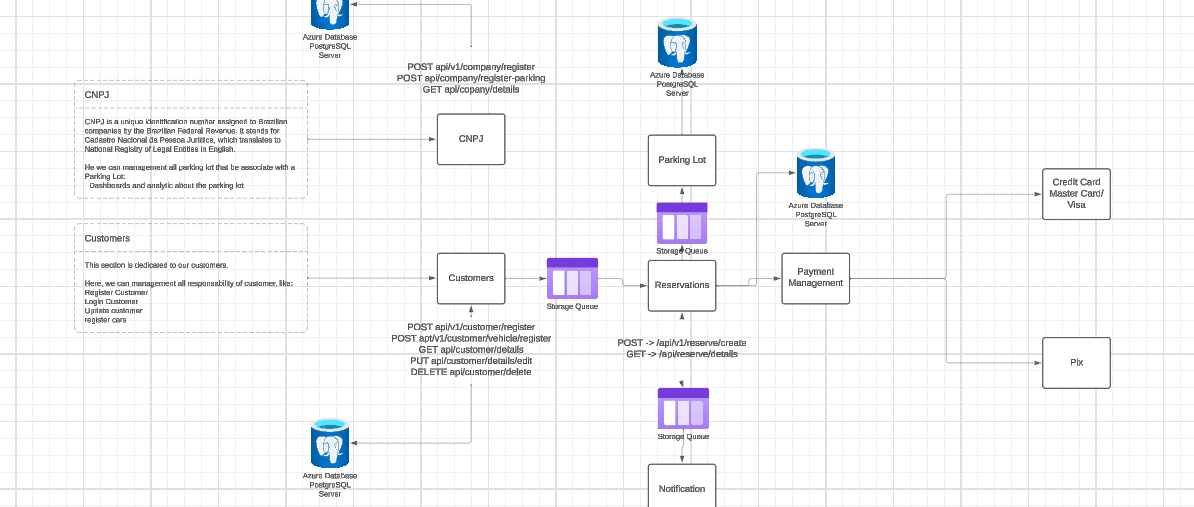 Azure Database
PostgreSQL
Server
POST api/v1/company/register
POST api/company/register-parking
GET api/copany/details
Azure Database
PostgreSQL
Server
CNPJ
CNPJ is a unique identification number assigned to Brazilian
companies by the Brazilian Federal Revenue. It stands for
Cadastro Nacional da Pessoa Jurídica, which translates to
National Registry of Legal Entities in English.
He we can management all parking lot that be associate with a
Parking Lot:
Dashboards and analytic about the parking lot
CNPJ
Parking Lot
Azure Database
PostgreSQL
Server
Credit Card
Master Card/
Visa
Storage Queue
Customers
This section is dedicated to our customers.
Here, we can management all responsability of customer, like:
Register Customer
Login Customer
Update customer
register cars
Customers
Storage Queue
Reservations
Payment
Management
POST api/v1/customer/register
POST apt/v1/customer/vehicle/register
GET api/customer/details
PUT api/customer/details/edit
DELETE api/customer/delete
POST -> /api/v1/reserve/create
GET -> /api/reserve/details
Pix
Storage Queue
Azure Database
PostgreSQL
Server
Notification